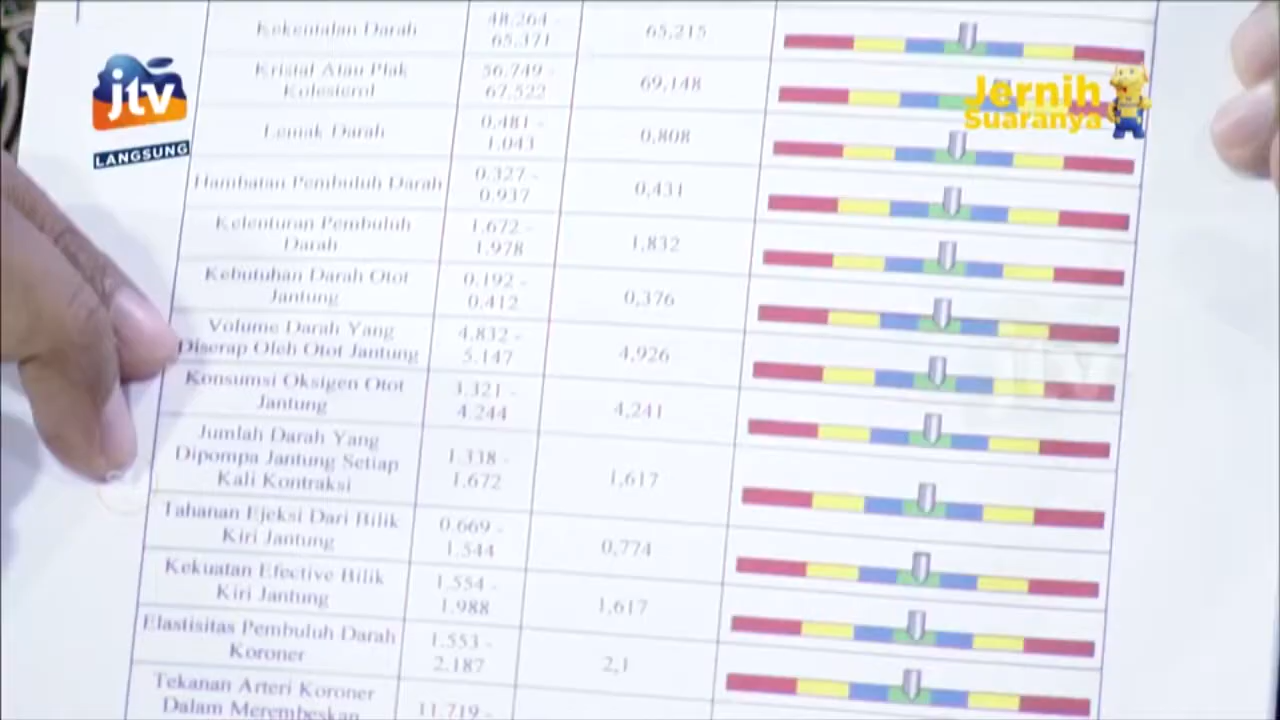 Kekentalan Darah
48.264 -
65.371
65,215
Kristal Atau Plak
Kolesterol
56.749 -
67.522
69,148
Lemak Darah
0.481 -
1.043
0,808
Hambatan Pembuluh Darah
0.327 -
0.937
0,431
Kelenturan Pembuluh
Darah
1.672 -
1.978
1,832
Kebutuhan Darah Otot
Jantung
0.192 -
0.412
0,376
Volume Darah Yang
Diserap Oleh Otot Jantung
4.832 -
5.147
4,926
Konsumsi Oksigen Otot
Jantung
3.321 -
4.244
4,241
Jumlah Darah Yang
Dipompa Jantung Setiap
Kali Kontraksi
1.338 -
1.672
1,617
Tahanan Ejeksi Dari Bilik
Kiri Jantung
0.669 -
1.544
0,774
Kekuatan Efective Bilik
Kiri Jantung
1.554 -
1.988
1,617
Elastisitas Pembuluh Darah
Koroner
1.553 -
2.187
2,1
Tekanan Arteri Koroner
Dalam Merembeskan
11.719 -
jtv
LANGSUNG
Jernih
Suaranya